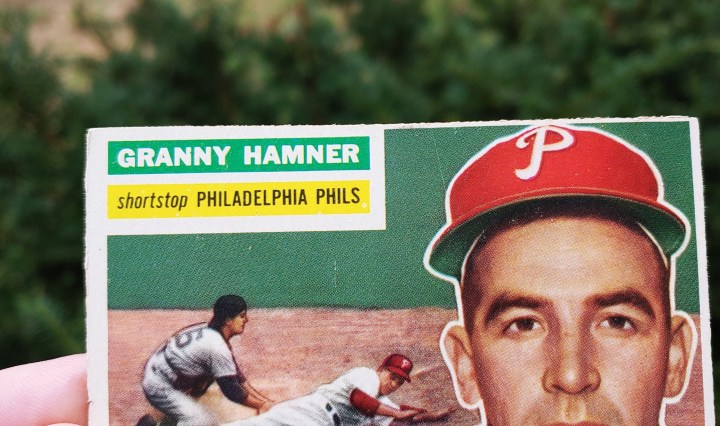 P
GRANNY HAMNER
shortstop PHILADELPHIA PHILS.